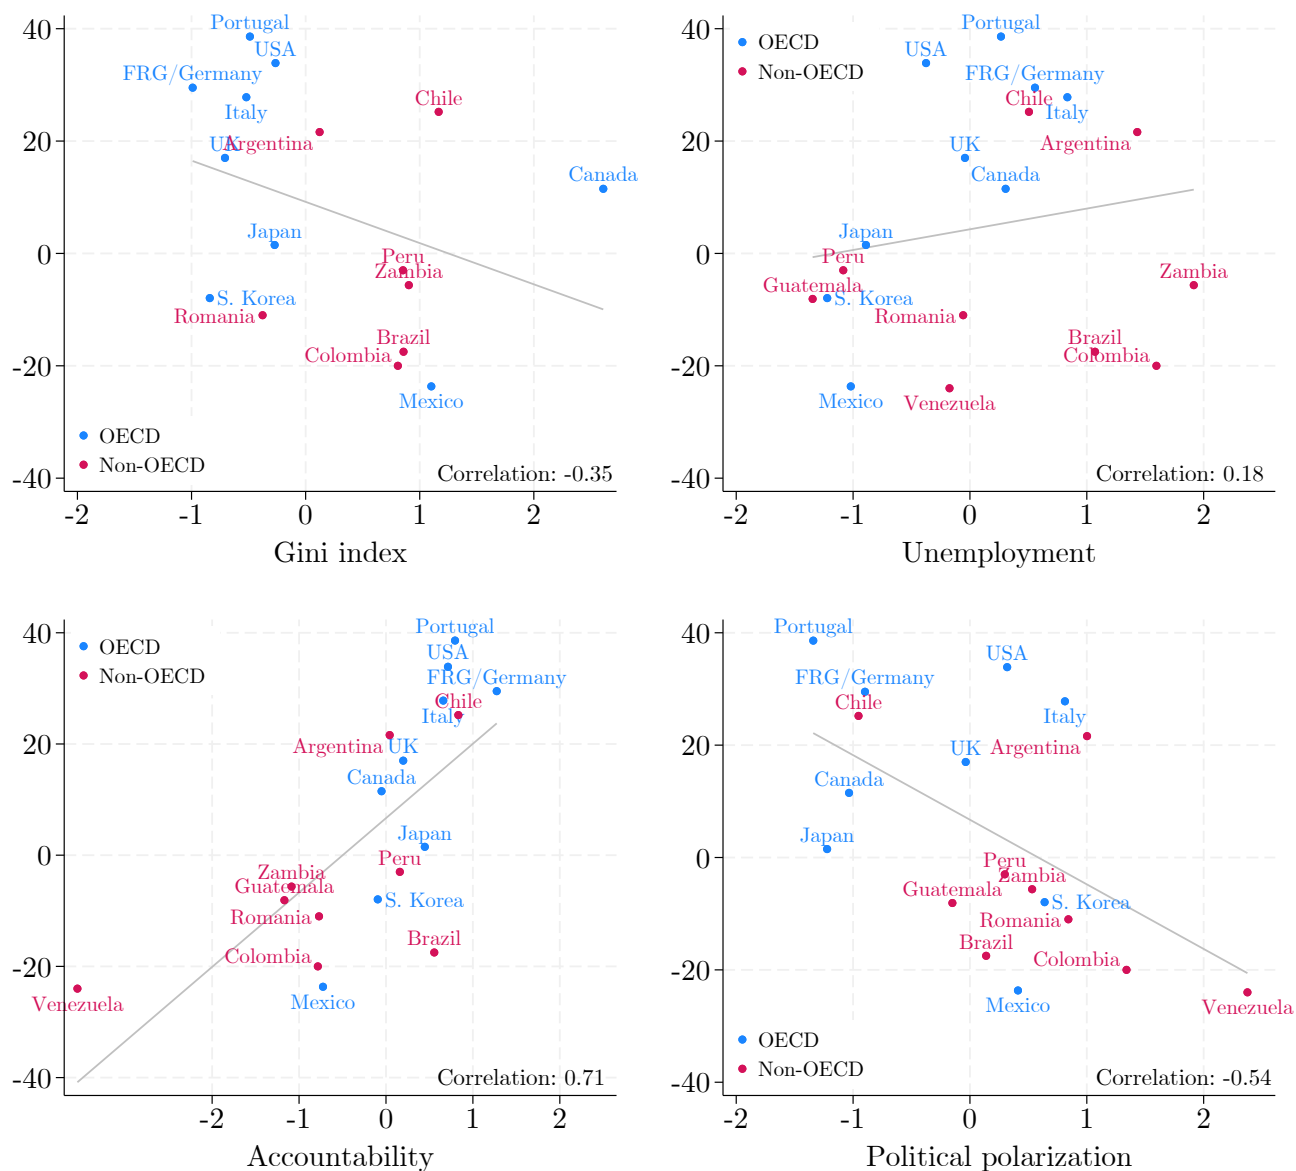 40
20
0
-20
-40
Portugal
USA
FRG/Germany
Italy
Chile
UK
Argentina
Canada
Japan
Peru
Zambia
S. Korea
Romania
Brazil
Colombia
Mexico
OECD
Non-OECD
Correlation: -0.35
-2 -1 0 1 2
Gini index
40
20
0
-20
-40
OECD
Non-OECD
Portugal
USA
FRG/Germany
Chile
Italy
UK
Argentina
Canada
Japan
Peru
Zambia
Guatemala
S. Korea
Romania
Brazil
Colombia
Mexico
Venezuela
Correlation: 0.18
-2 -1 0 1 2
Unemployment
40
20
0
-20
-40
OECD
Non-OECD
Portugal
USA
FRG/Germany
Chile
Italy
Argentina
UK
Canada
Japan
Peru
Zambia
Guatemala
S. Korea
Romania
Brazil
Colombia
Mexico
Venezuela
Correlation: 0.71
-2 -1 0 1 2
Accountability
40
20
0
-20
-40
Portugal
USA
FRG/Germany
Chile
Italy
UK
Argentina
Canada
Japan
Peru
Zambia
Guatemala
S. Korea
Romania
Brazil
Colombia
Mexico
Venezuela
OECD
Non-OECD
Correlation: -0.54
-2 -1 0 1 2
Political polarization